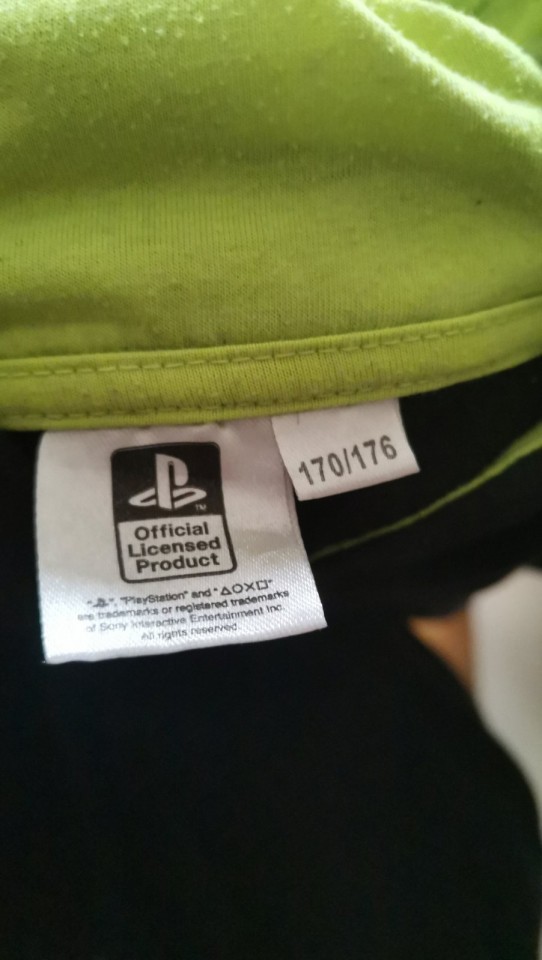 TM
Official
Licensed
Product
"PlayStation" and "△○✕□"
are trademarks or registered trademarks
of Sony Interactive Entertainment Inc.
All rights reserved.
170/176